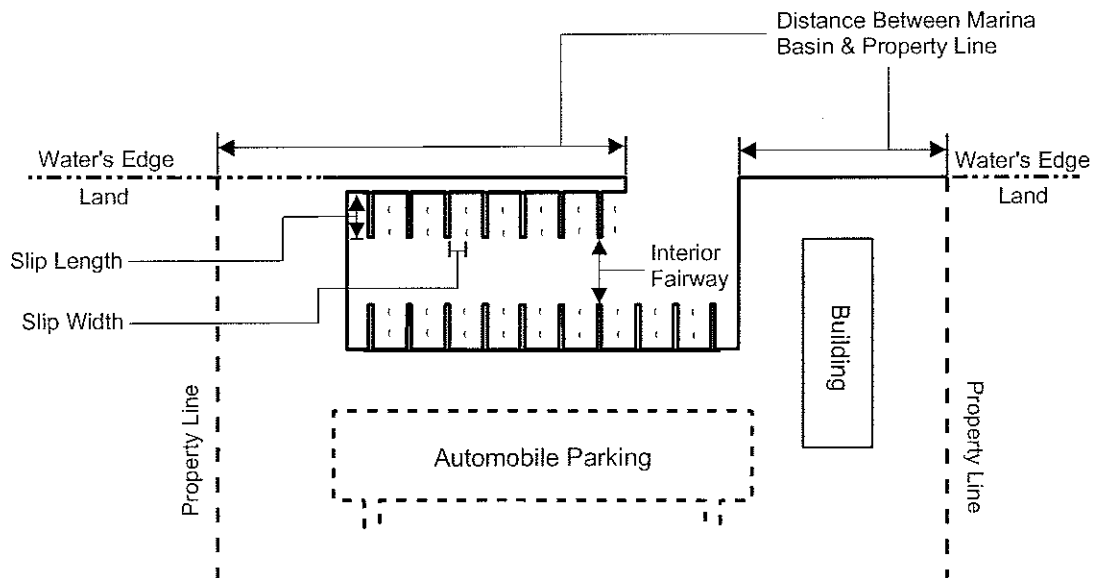 Distance Between Marina
Basin & Property Line
Water's Edge
Land
Water's Edge
Land
Slip Length
Interior
Fairway
Slip Width
Building
Property Line
Automobile Parking
Property Line